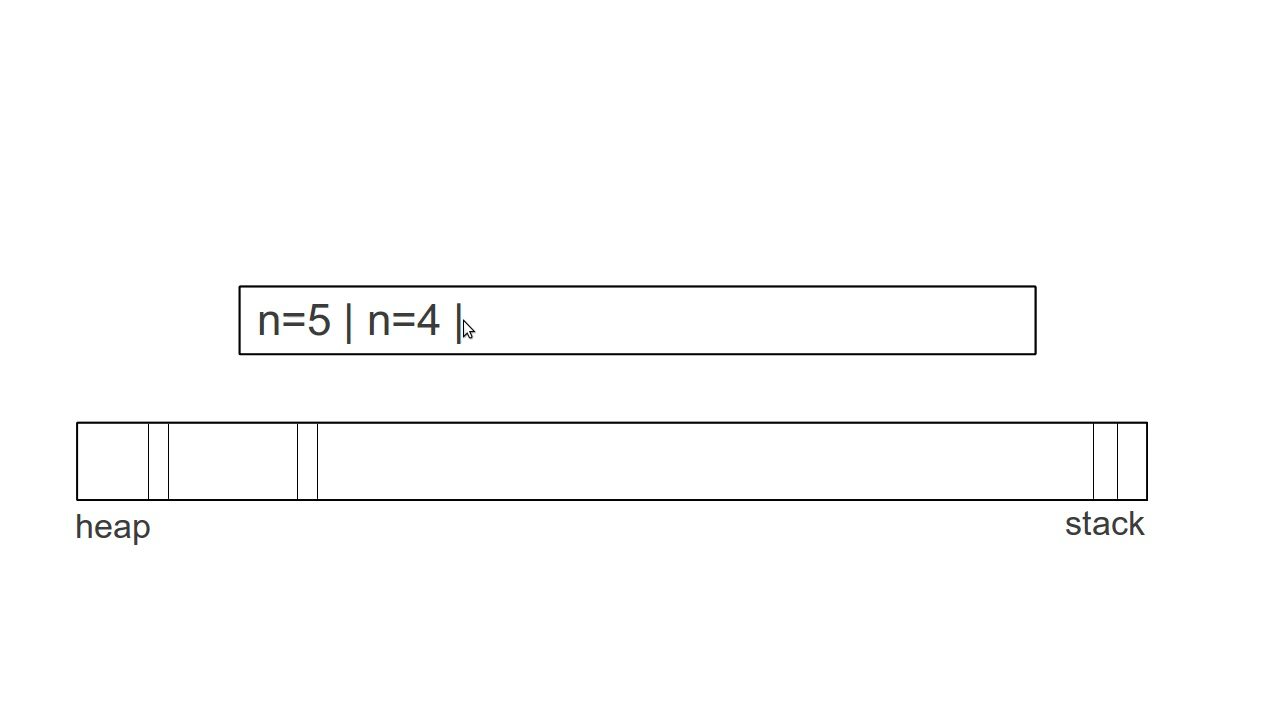 n=5 | n=4 |
heap
stack